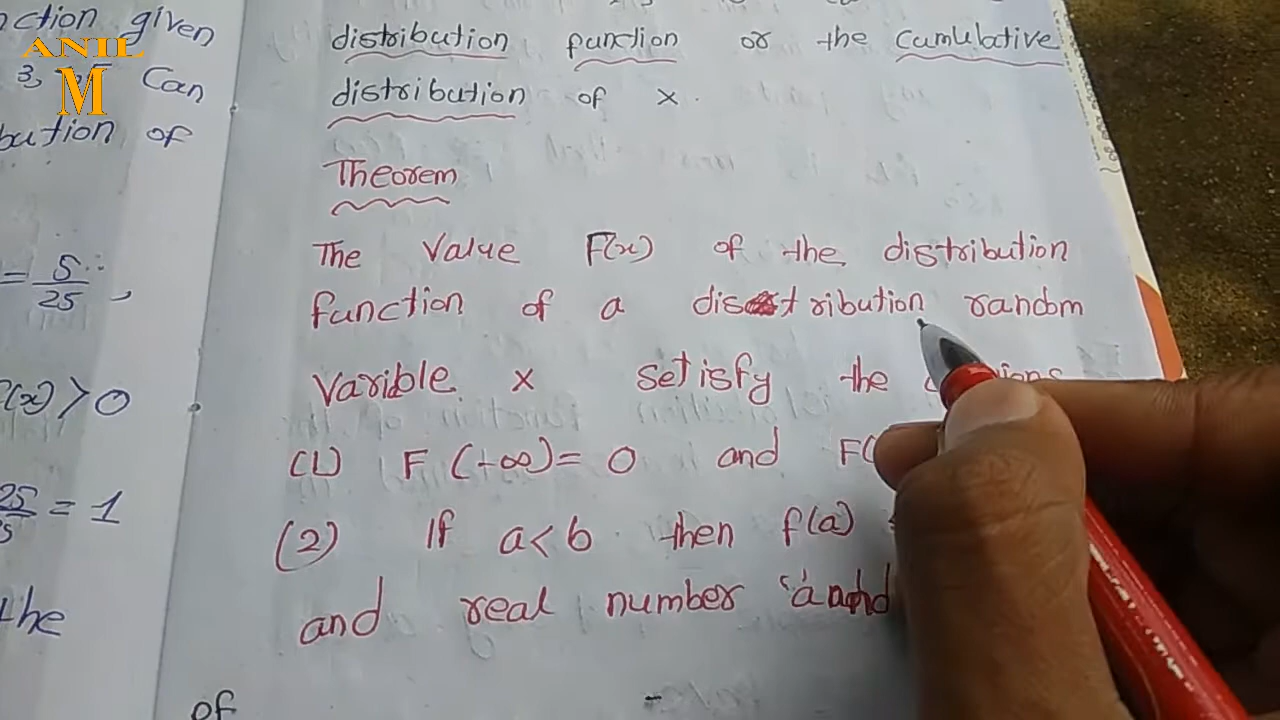 nction given
ANIL
M
3, Can
bution of
= 5/25 ,
(x) > 0
25/5 = 1
the
distribution function or the cumulative
distribution of x.
Theorem
The Value F(x) of the distribution
function of a distribution random
Varible x setisfy the
(1) F (+∞) = 0 and F(
(2) If a < b then f(a)
and real number
of